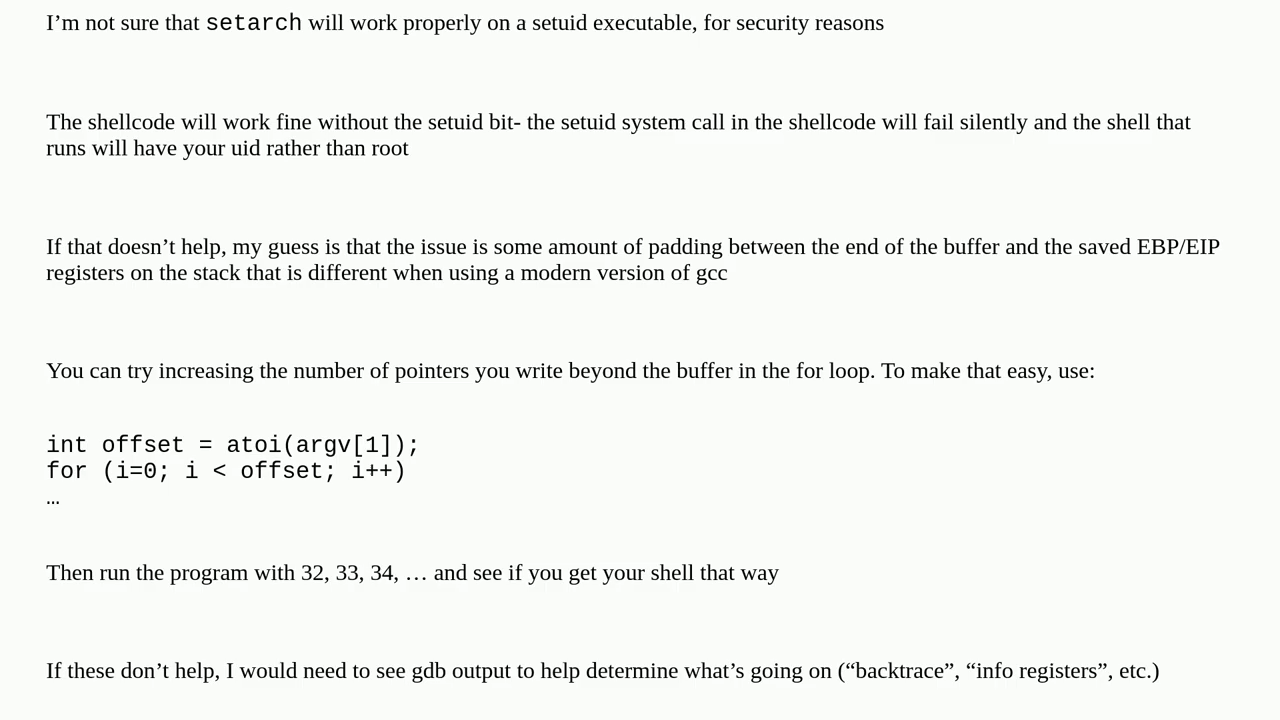 I’m not sure that setarch will work properly on a setuid executable, for security reasons
The shellcode will work fine without the setuid bit- the setuid system call in the shellcode will fail silently and the shell that
runs will have your uid rather than root
If that doesn’t help, my guess is that the issue is some amount of padding between the end of the buffer and the saved EBP/EIP
registers on the stack that is different when using a modern version of gcc
You can try increasing the number of pointers you write beyond the buffer in the for loop. To make that easy, use:
int offset = atoi(argv[1]);
for (i=0; i < offset; i++)
…
Then run the program with 32, 33, 34, … and see if you get your shell that way
If these don’t help, I would need to see gdb output to help determine what’s going on (“backtrace”, “info registers”, etc.)